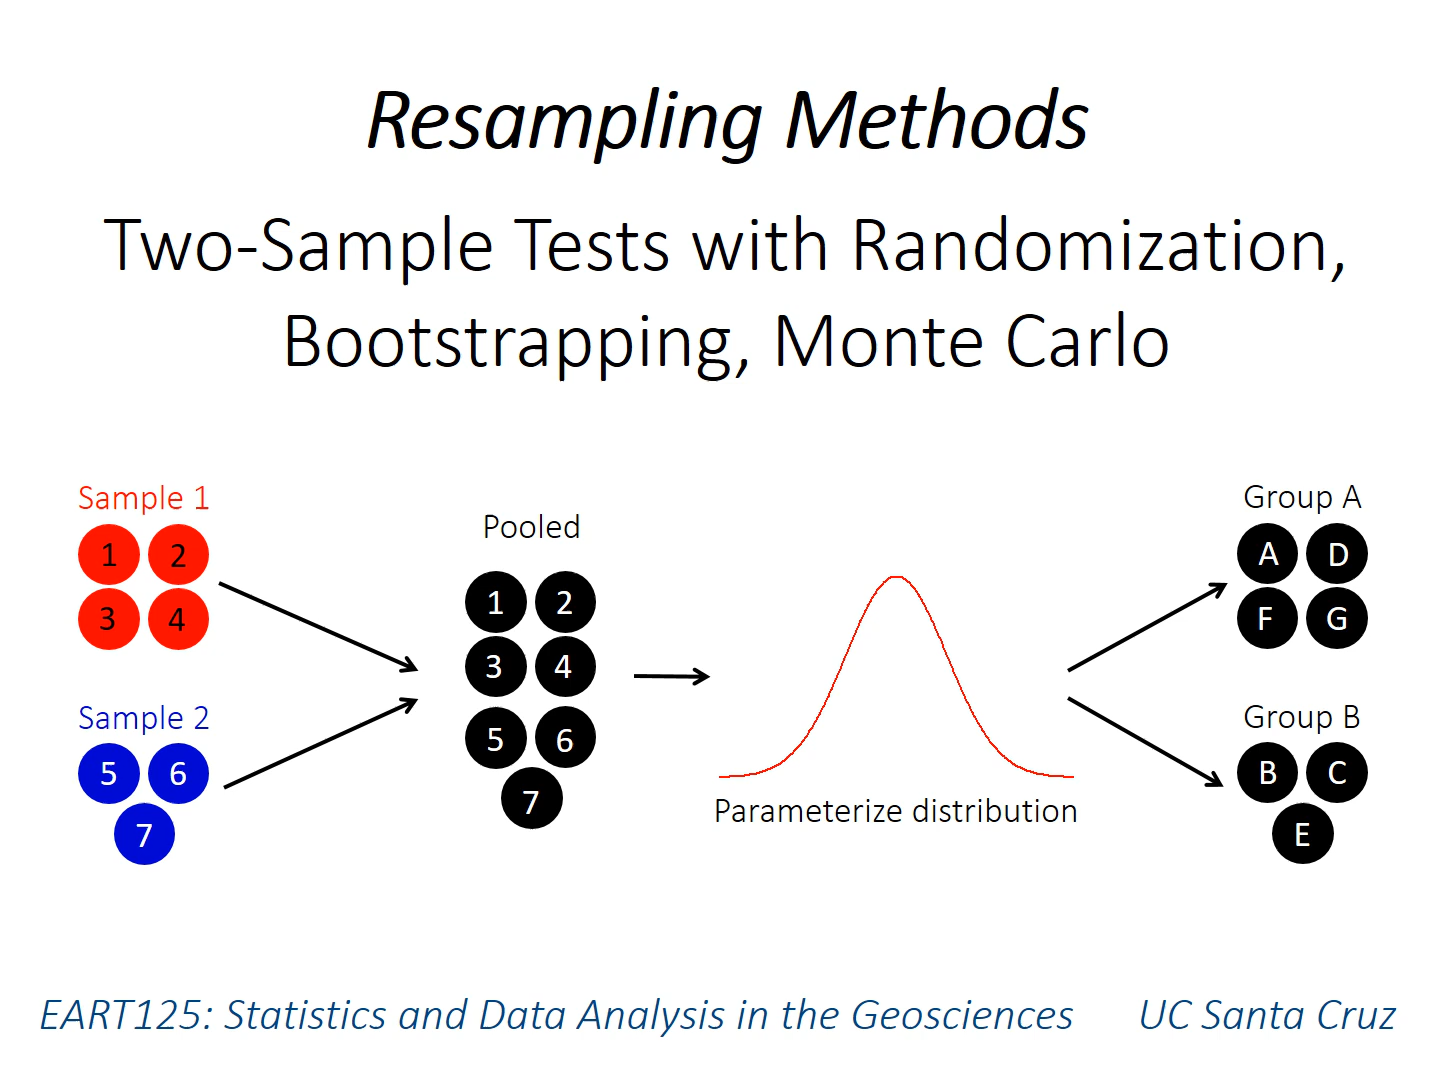 Resampling Methods
Two-Sample Tests with Randomization,
Bootstrapping, Monte Carlo
Sample 1
1 2
3 4
Sample 2
5 6
7
Pooled
1 2
3 4
5 6
7
Parameterize distribution
Group A
A D
F G
Group B
B C
E
EART125: Statistics and Data Analysis in the Geosciences UC Santa Cruz